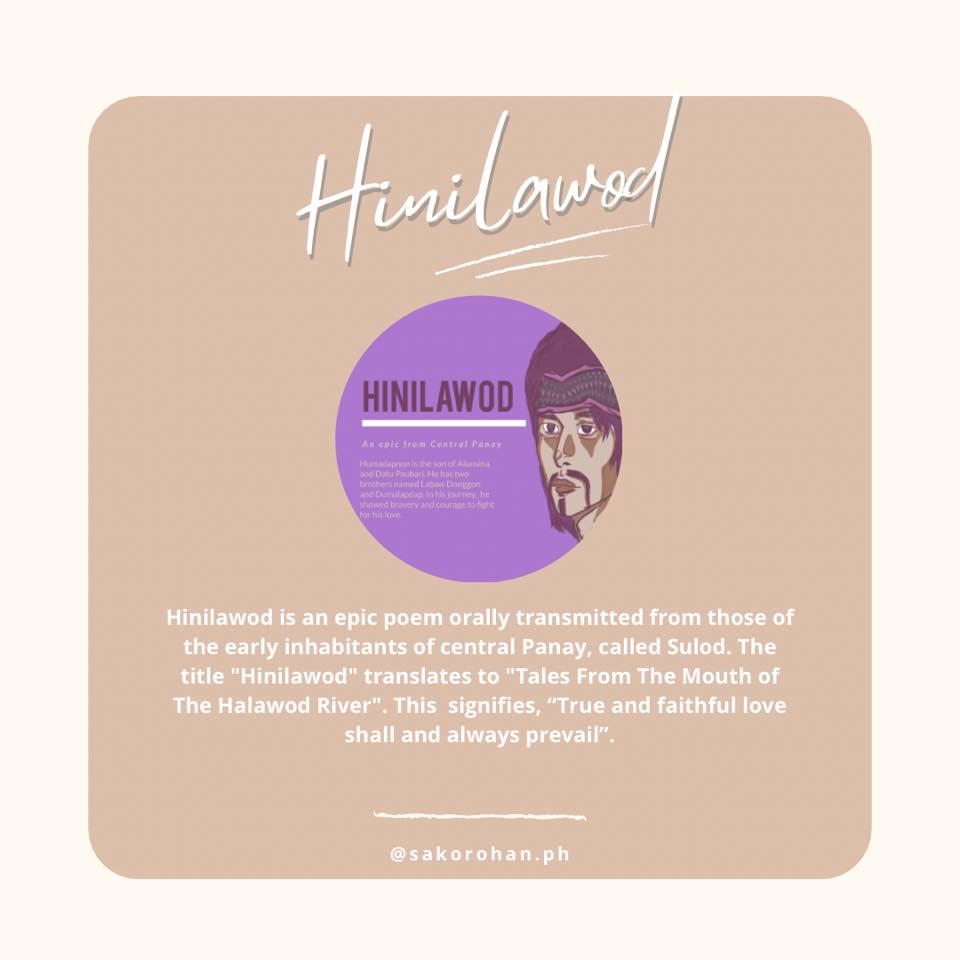 Hinilawod
HINILAWOD
An epic from Central Panay
Humadapnon is the son of Alunsina
and Datu Paubari. He has two
brothers named Labaw Donggon
and Dumalapdap. In his journey, he
showed bravery and courage to fight
for his love.
Hinilawod is an epic poem orally transmitted from those of
the early inhabitants of central Panay, called Sulod. The
title "Hinilawod" translates to "Tales From The Mouth of
The Halawod River". This  signifies, “True and faithful love
shall and always prevail”.
@sakorohan.ph